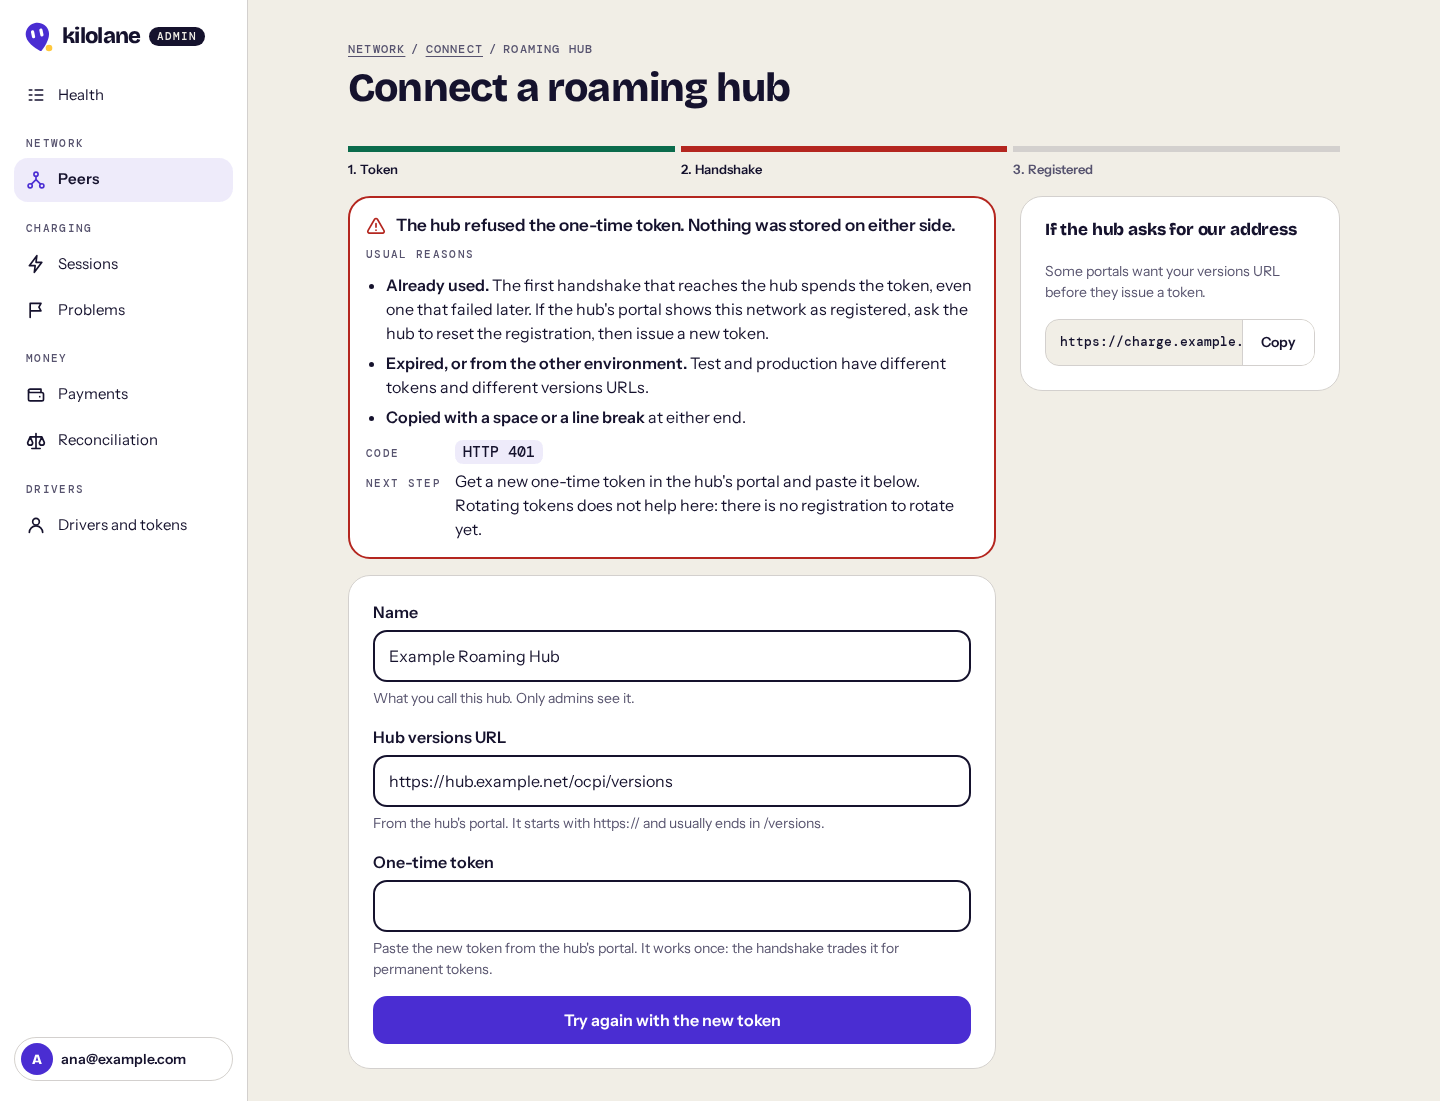 kilolane ADMIN
Health
NETWORK
Peers
CHARGING
Sessions
Problems
MONEY
Payments
Reconciliation
DRIVERS
Drivers and tokens
A ana@example.com
NETWORK / CONNECT / ROAMING HUB
Connect a roaming hub
1. Token
2. Handshake
3. Registered
The hub refused the one-time token. Nothing was stored on either side.
USUAL REASONS
• Already used. The first handshake that reaches the hub spends the token, even
one that failed later. If the hub's portal shows this network as registered, ask the
hub to reset the registration, then issue a new token.
• Expired, or from the other environment. Test and production have different
tokens and different versions URLs.
• Copied with a space or a line break at either end.
CODE HTTP 401
NEXT STEP Get a new one-time token in the hub's portal and paste it below.
Rotating tokens does not help here: there is no registration to rotate
yet.
Name
Example Roaming Hub
What you call this hub. Only admins see it.
Hub versions URL
https://hub.example.net/ocpi/versions
From the hub's portal. It starts with https:// and usually ends in /versions.
One-time token
Paste the new token from the hub's portal. It works once: the handshake trades it for
permanent tokens.
Try again with the new token
If the hub asks for our address
Some portals want your versions URL
before they issue a token.
https://charge.example. Copy